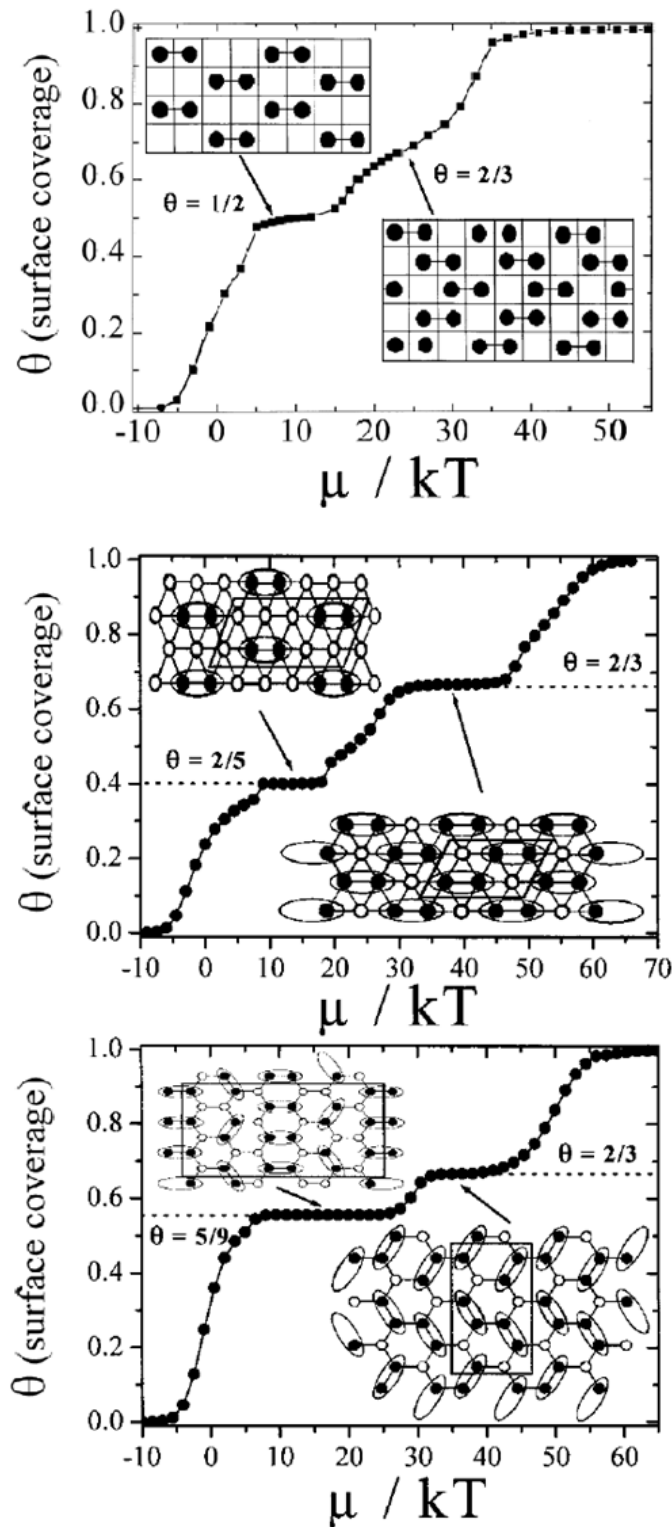 1.0
0.8
0.6
0.4
0.2
0.0
θ (surface coverage)
θ = 1/2
θ = 2/3
-10 0 10 20 30 40 50
μ / kT
1.0
0.8
0.6
0.4
0.2
0.0
θ (surface coverage)
θ = 2/3
θ = 2/5
-10 0 10 20 30 40 50 60 70
μ / kT
1.0
0.8
0.6
0.4
0.2
0.0
θ (surface coverage)
θ = 2/3
θ = 5/9
-10 0 10 20 30 40 50 60
μ / kT